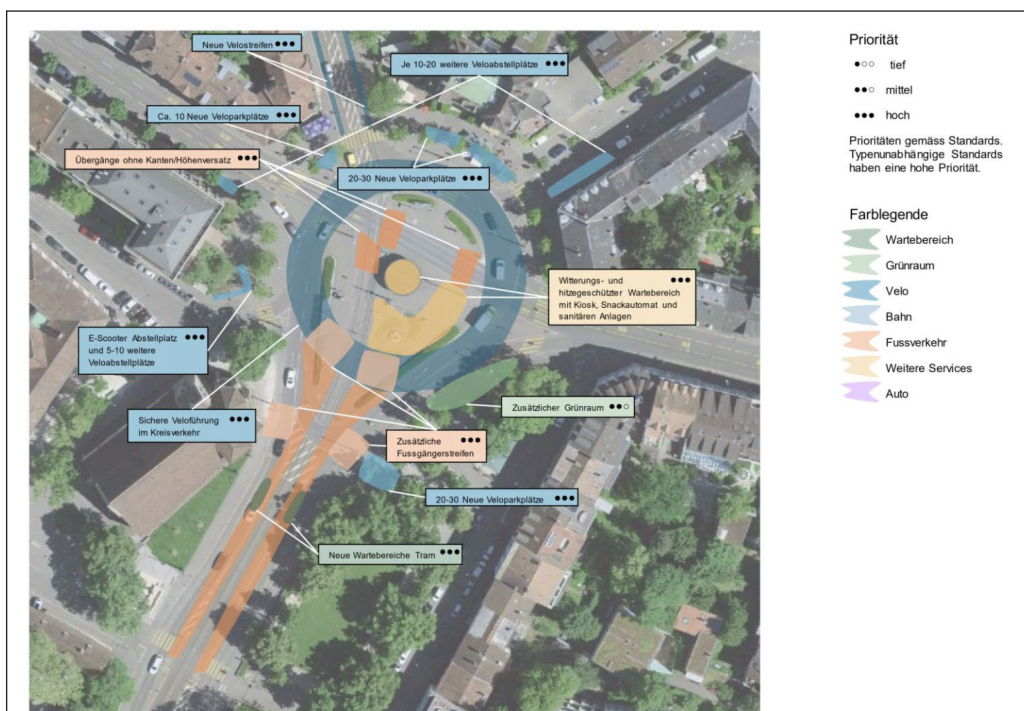 Neue Velostreifen
Je 10-20 weitere Veloabstellplätze
Ca. 10 Neue Veloparkplätze
Übergänge ohne Kanten/Höhenversatz
20-30 Neue Veloparkplätze
Witterungs- und
hitzegeschützter Wartebereich
mit Kiosk, Snackautomat und
sanitären Anlagen
E-Scooter Abstellplatz
und 5-10 weitere
Veloabstellplätze
Zusätzlicher Grünraum
Sichere Veloführung
im Kreisverkehr
Zusätzliche
Fussgängerstreifen
20-30 Neue Veloparkplätze
Neue Wartebereiche Tram
Priorität
tief
mittel
hoch
Prioritäten gemäss Standards.
Typenunabhängige Standards
haben eine hohe Priorität.
Farblegende
Wartebereich
Grünraum
Velo
Bahn
Fussverkehr
Weitere Services
Auto